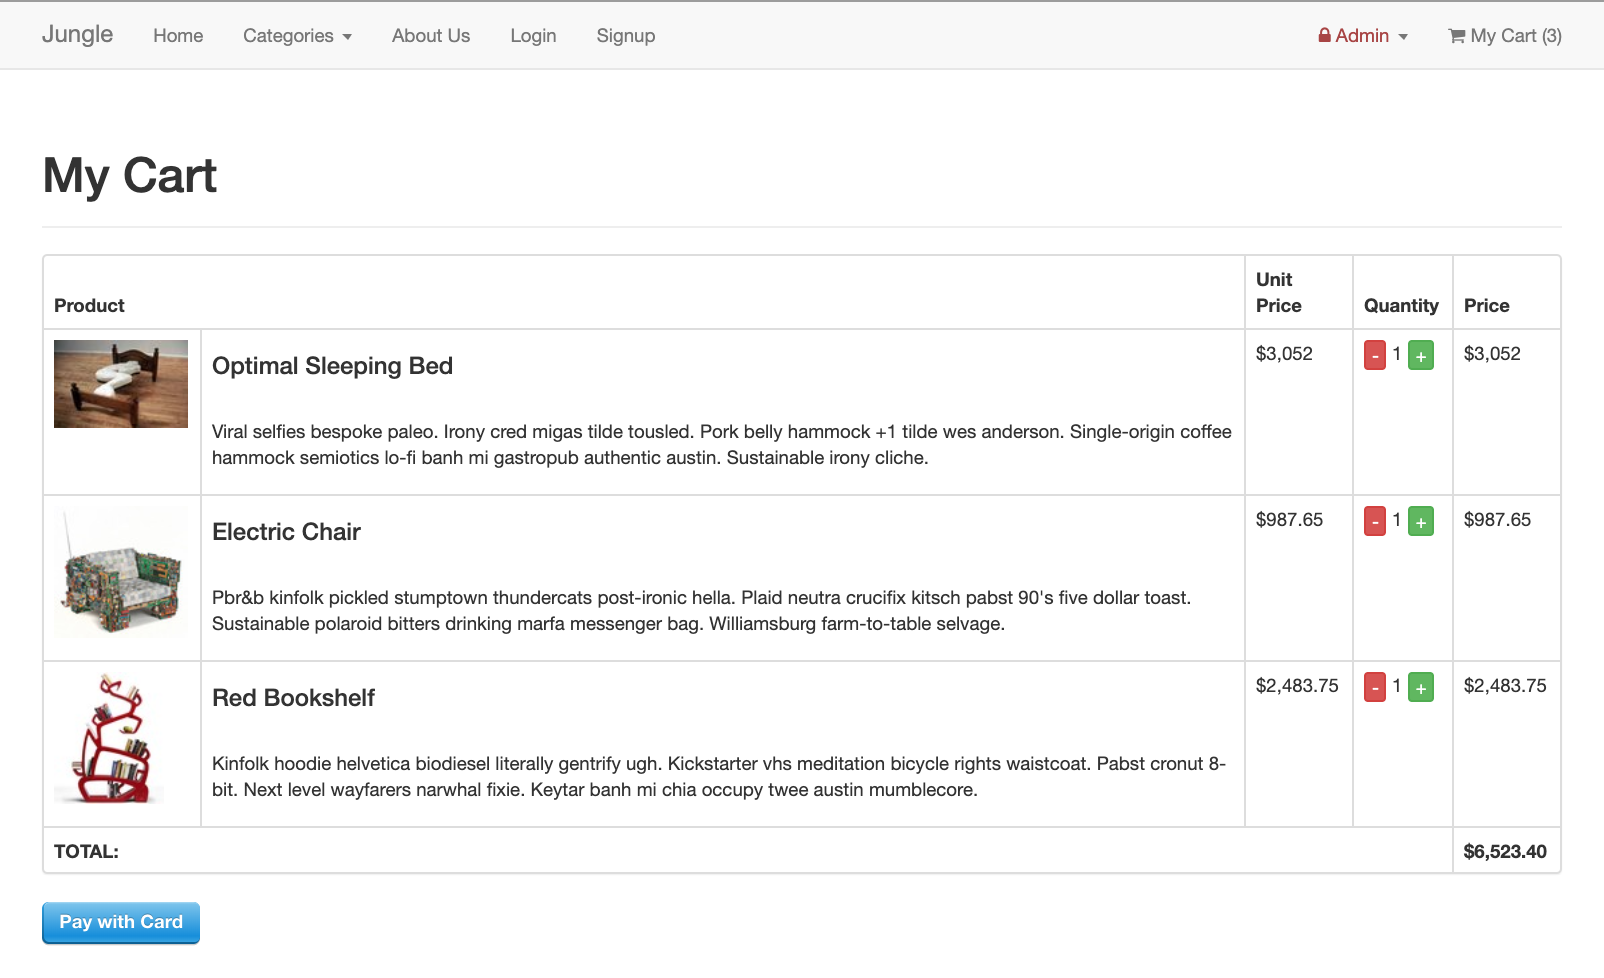 Jungle Home Categories About Us Login Signup Admin My Cart (3)
My Cart
Product Unit Price Quantity Price
Optimal Sleeping Bed $3,052 - 1 + $3,052
Viral selfies bespoke paleo. Irony cred migas tilde tousled. Pork belly hammock +1 tilde wes anderson. Single-origin coffee
hammock semiotics lo-fi banh mi gastropub authentic austin. Sustainable irony cliche.
Electric Chair $987.65 - 1 + $987.65
Pbr&b kinfolk pickled stumptown thundercats post-ironic hella. Plaid neutra crucifix kitsch pabst 90's five dollar toast.
Sustainable polaroid bitters drinking marfa messenger bag. Williamsburg farm-to-table selvage.
Red Bookshelf $2,483.75 - 1 + $2,483.75
Kinfolk hoodie helvetica biodiesel literally gentrify ugh. Kickstarter vhs meditation bicycle rights waistcoat. Pabst cronut 8-
bit. Next level wayfarers narwhal fixie. Keytar banh mi chia occupy twee austin mumblecore.
TOTAL: $6,523.40
Pay with Card